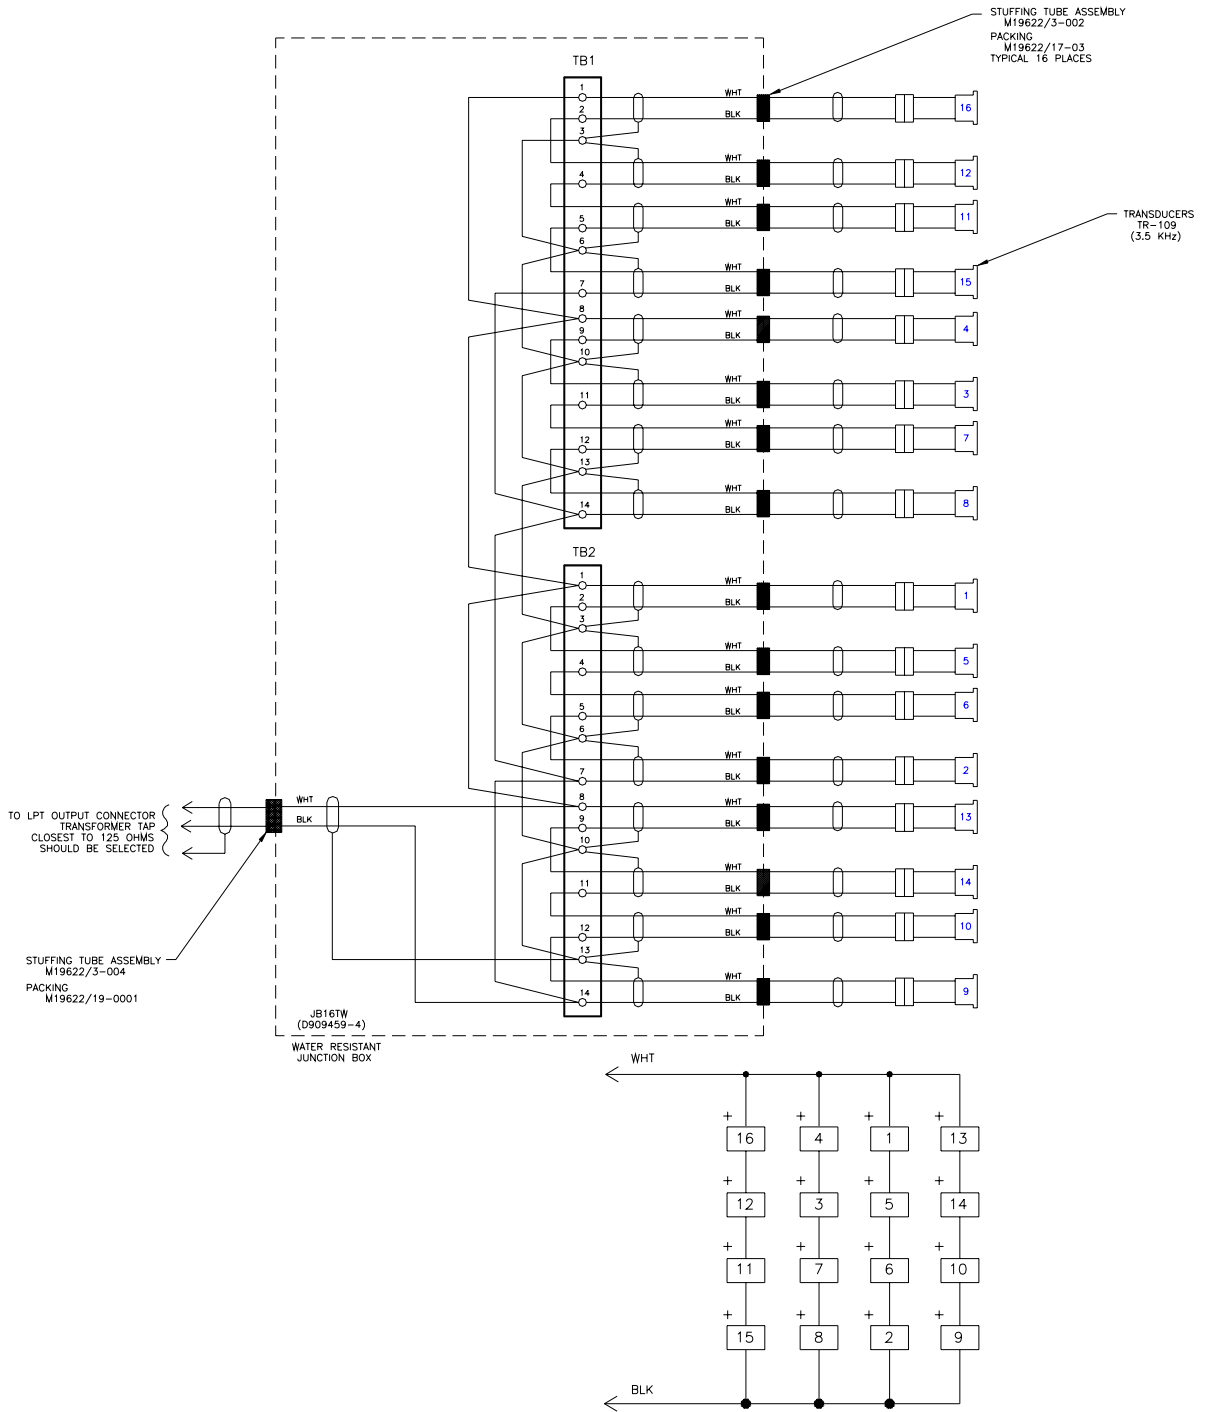 STUFFING TUBE ASSEMBLY
M19622/3-002
PACKING
M19622/17-03
TYPICAL 16 PLACES
TB1
1
WHT
16
2
BLK
3
WHT
12
4
BLK
WHT
11
5
BLK
TRANSDUCERS
TR-109
(3.5 KHz)
6
WHT
15
7
BLK
8
WHT
4
9
BLK
10
WHT
3
11
BLK
WHT
7
12
BLK
13
WHT
8
14
BLK
TB2
1
WHT
1
2
BLK
3
WHT
5
4
BLK
WHT
6
5
BLK
6
WHT
2
7
BLK
8
WHT
13
9
BLK
10
WHT
14
11
BLK
WHT
10
12
BLK
13
WHT
9
14
BLK
WHT
BLK
TO LPT OUTPUT CONNECTOR
TRANSFORMER TAP
CLOSEST TO 125 OHMS
SHOULD BE SELECTED
STUFFING TUBE ASSEMBLY
M19622/3-004
PACKING
M19622/19-0001
JB16TW
(D909459-4)
WATER RESISTANT
JUNCTION BOX
WHT
+ + + +
16 4 1 13
+ + + +
12 3 5 14
+ + + +
11 7 6 10
+ + + +
15 8 2 9
BLK